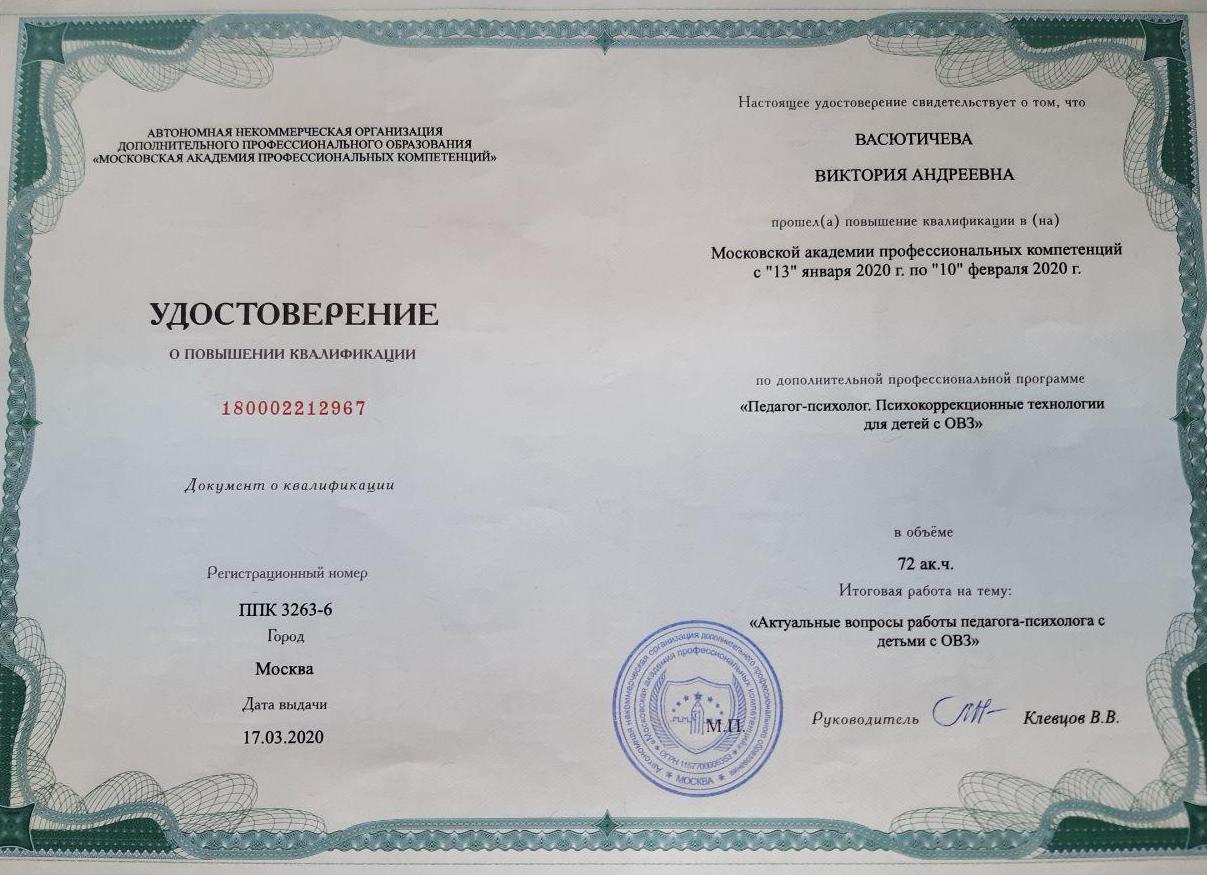 АВТОНОМНАЯ НЕКОММЕРЧЕСКАЯ ОРГАНИЗАЦИЯ
ДОПОЛНИТЕЛЬНОГО ПРОФЕССИОНАЛЬНОГО ОБРАЗОВАНИЯ
«МОСКОВСКАЯ АКАДЕМИЯ ПРОФЕССИОНАЛЬНЫХ КОМПЕТЕНЦИЙ»
УДОСТОВЕРЕНИЕ
О ПОВЫШЕНИИ КВАЛИФИКАЦИИ
180002212967
Документ о квалификации
Регистрационный номер
ППК 3263-6
Город
Москва
Дата выдачи
17.03.2020
Настоящее удостоверение свидетельствует о том, что
ВАСЮТИЧЕВА
ВИКТОРИЯ АНДРЕЕВНА
прошел(а) повышение квалификации в (на)
Московской академии профессиональных компетенций
с "13" января 2020 г. по "10" февраля 2020 г.
по дополнительной профессиональной программе
«Педагог-психолог. Психокоррекционные технологии
для детей с ОВЗ»
в объёме
72 ак.ч.
Итоговая работа на тему:
«Актуальные вопросы работы педагога-психолога с
детьми с ОВЗ»
Руководитель
Клевцов В.В.
М.П.
Автономная некоммерческая организация дополнительного профессионального образования
«Московская академия профессиональных компетенций»
МОСКВА